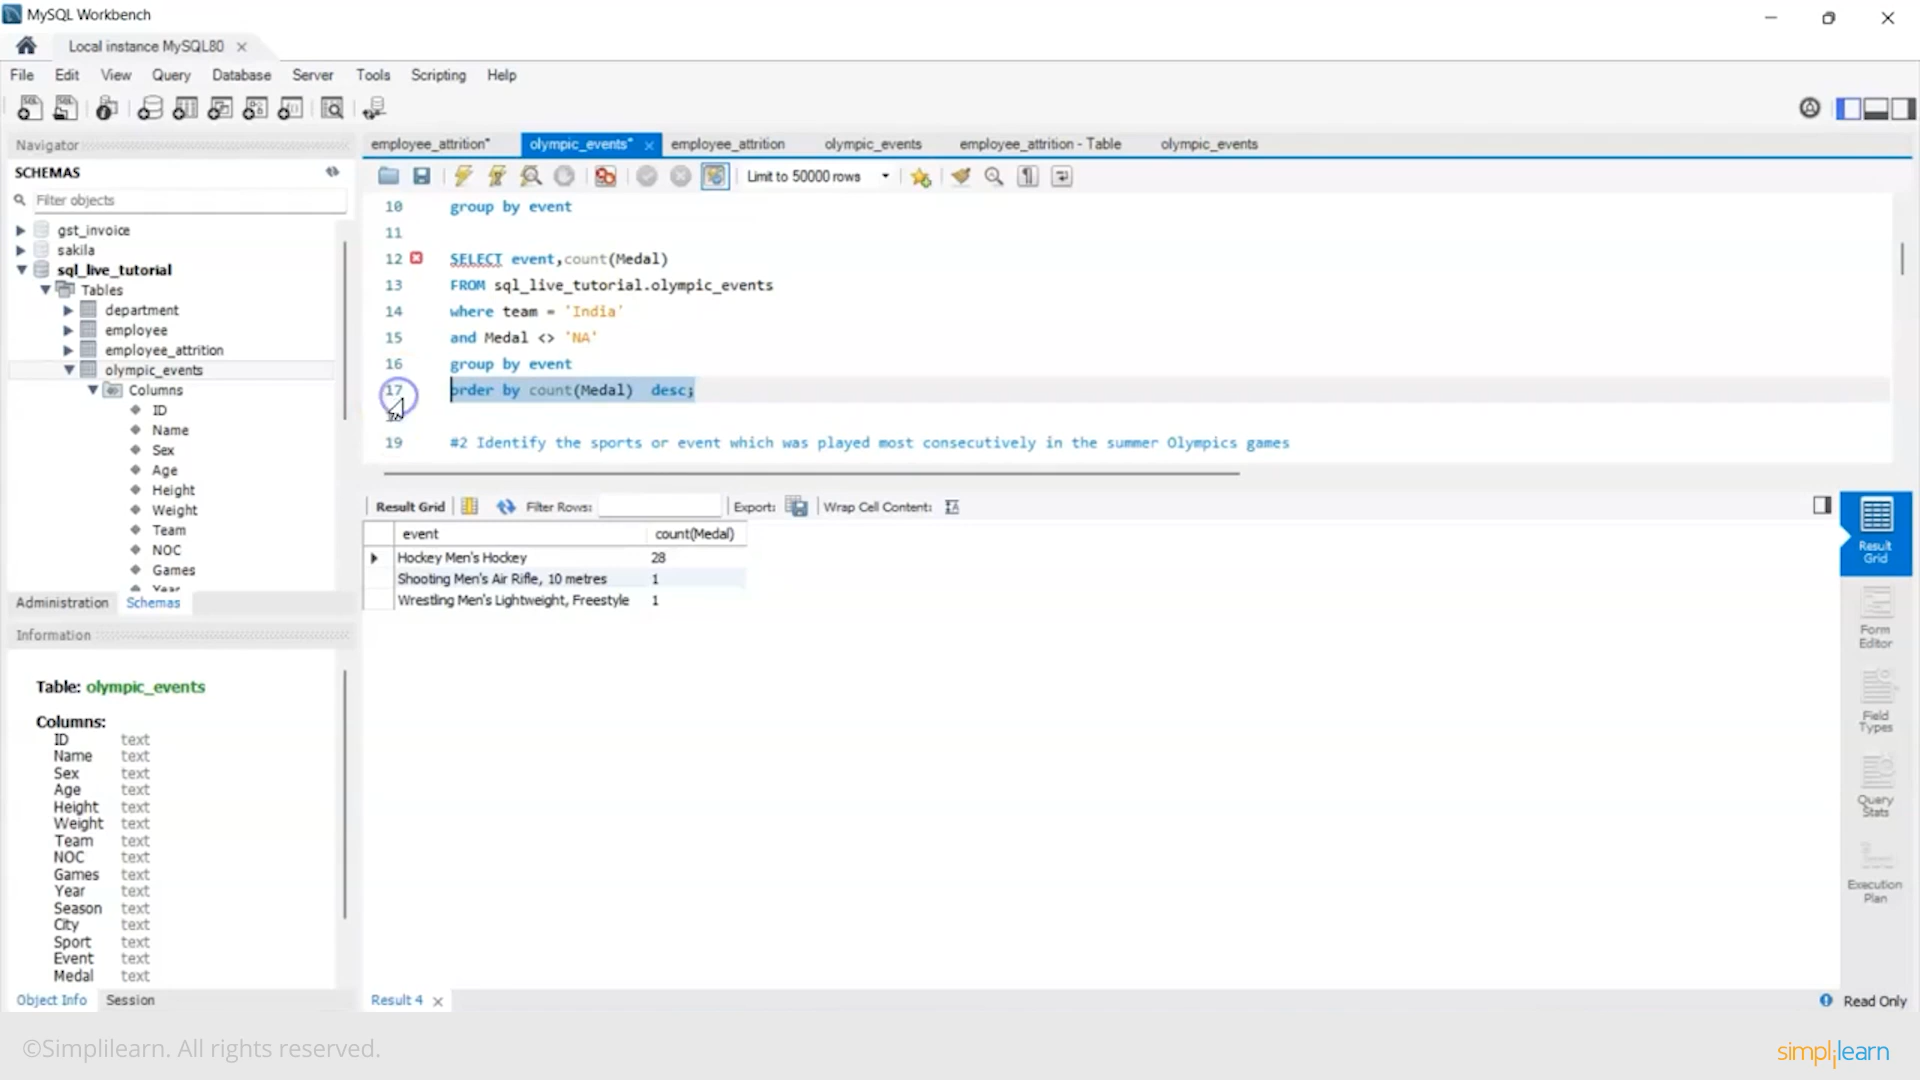 MySQL Workbench
Local instance MySQL80
File Edit View Query Database Server Tools Scripting Help
Navigator
SCHEMAS
Filter objects
gst_invoice
sakila
sql_live_tutorial
Tables
department
employee
employee_attrition
olympic_events
Columns
ID
Name
Sex
Age
Height
Weight
Team
NOC
Games
Year
Administration Schemas
Information
Table: olympic_events
Columns:
ID text
Name text
Sex text
Age text
Height text
Weight text
Team text
NOC text
Games text
Year text
Season text
City text
Sport text
Event text
Medal text
Object Info Session
employee_attrition* olympic_events* employee_attrition olympic_events employee_attrition - Table olympic_events
Limit to 50000 rows
10 group by event
11
12 SELECT event,count(Medal)
13 FROM sql_live_tutorial.olympic_events
14 where team = 'India'
15 and Medal <> 'NA'
16 group by event
17 order by count(Medal) desc;
19 #2 Identify the sports or event which was played most consecutively in the summer Olympics games
Result Grid Filter Rows: Export: Wrap Cell Content:
event count(Medal)
Hockey Men's Hockey 28
Shooting Men's Air Rifle, 10 metres 1
Wrestling Men's Lightweight, Freestyle 1
Result Grid
Form Editor
Field Types
Query Stats
Execution Plan
Result 4
Read Only
©Simplilearn. All rights reserved.
simplilearn